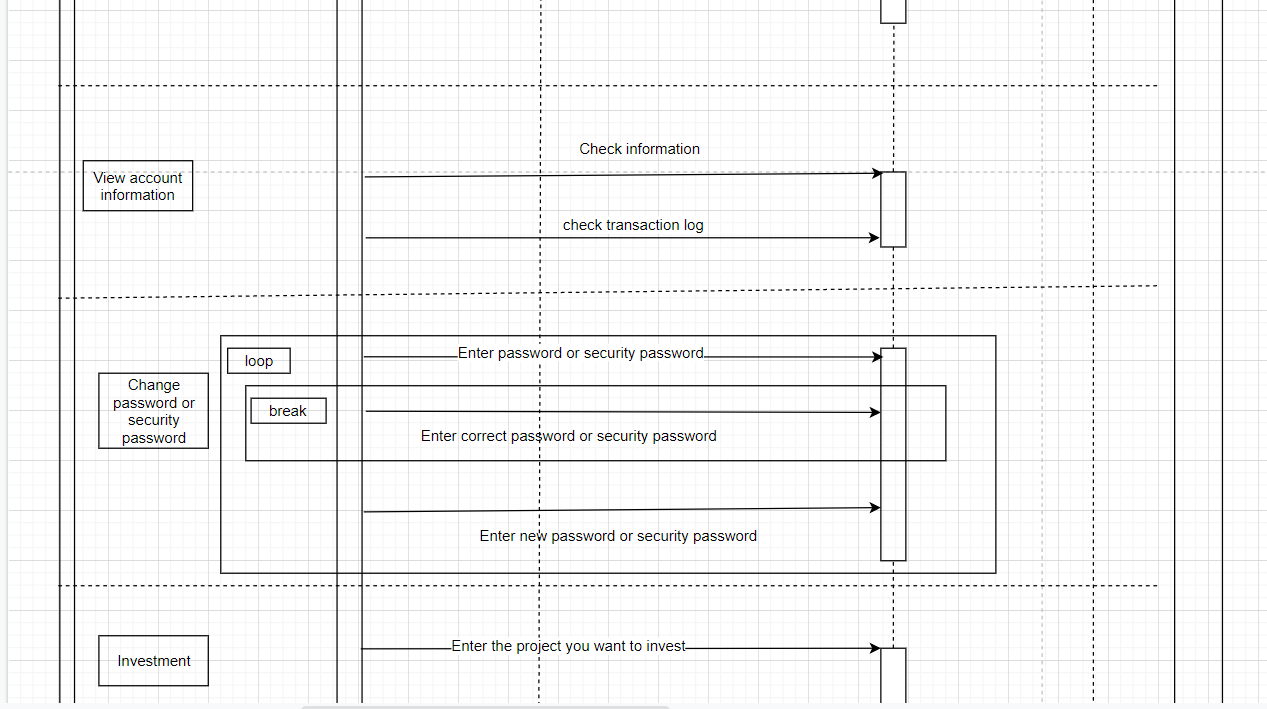 Check information
View account
information
check transaction log
loop
Enter password or security password
Change
password or
security
password
break
Enter correct password or security password
Enter new password or security password
Investment
Enter the project you want to invest